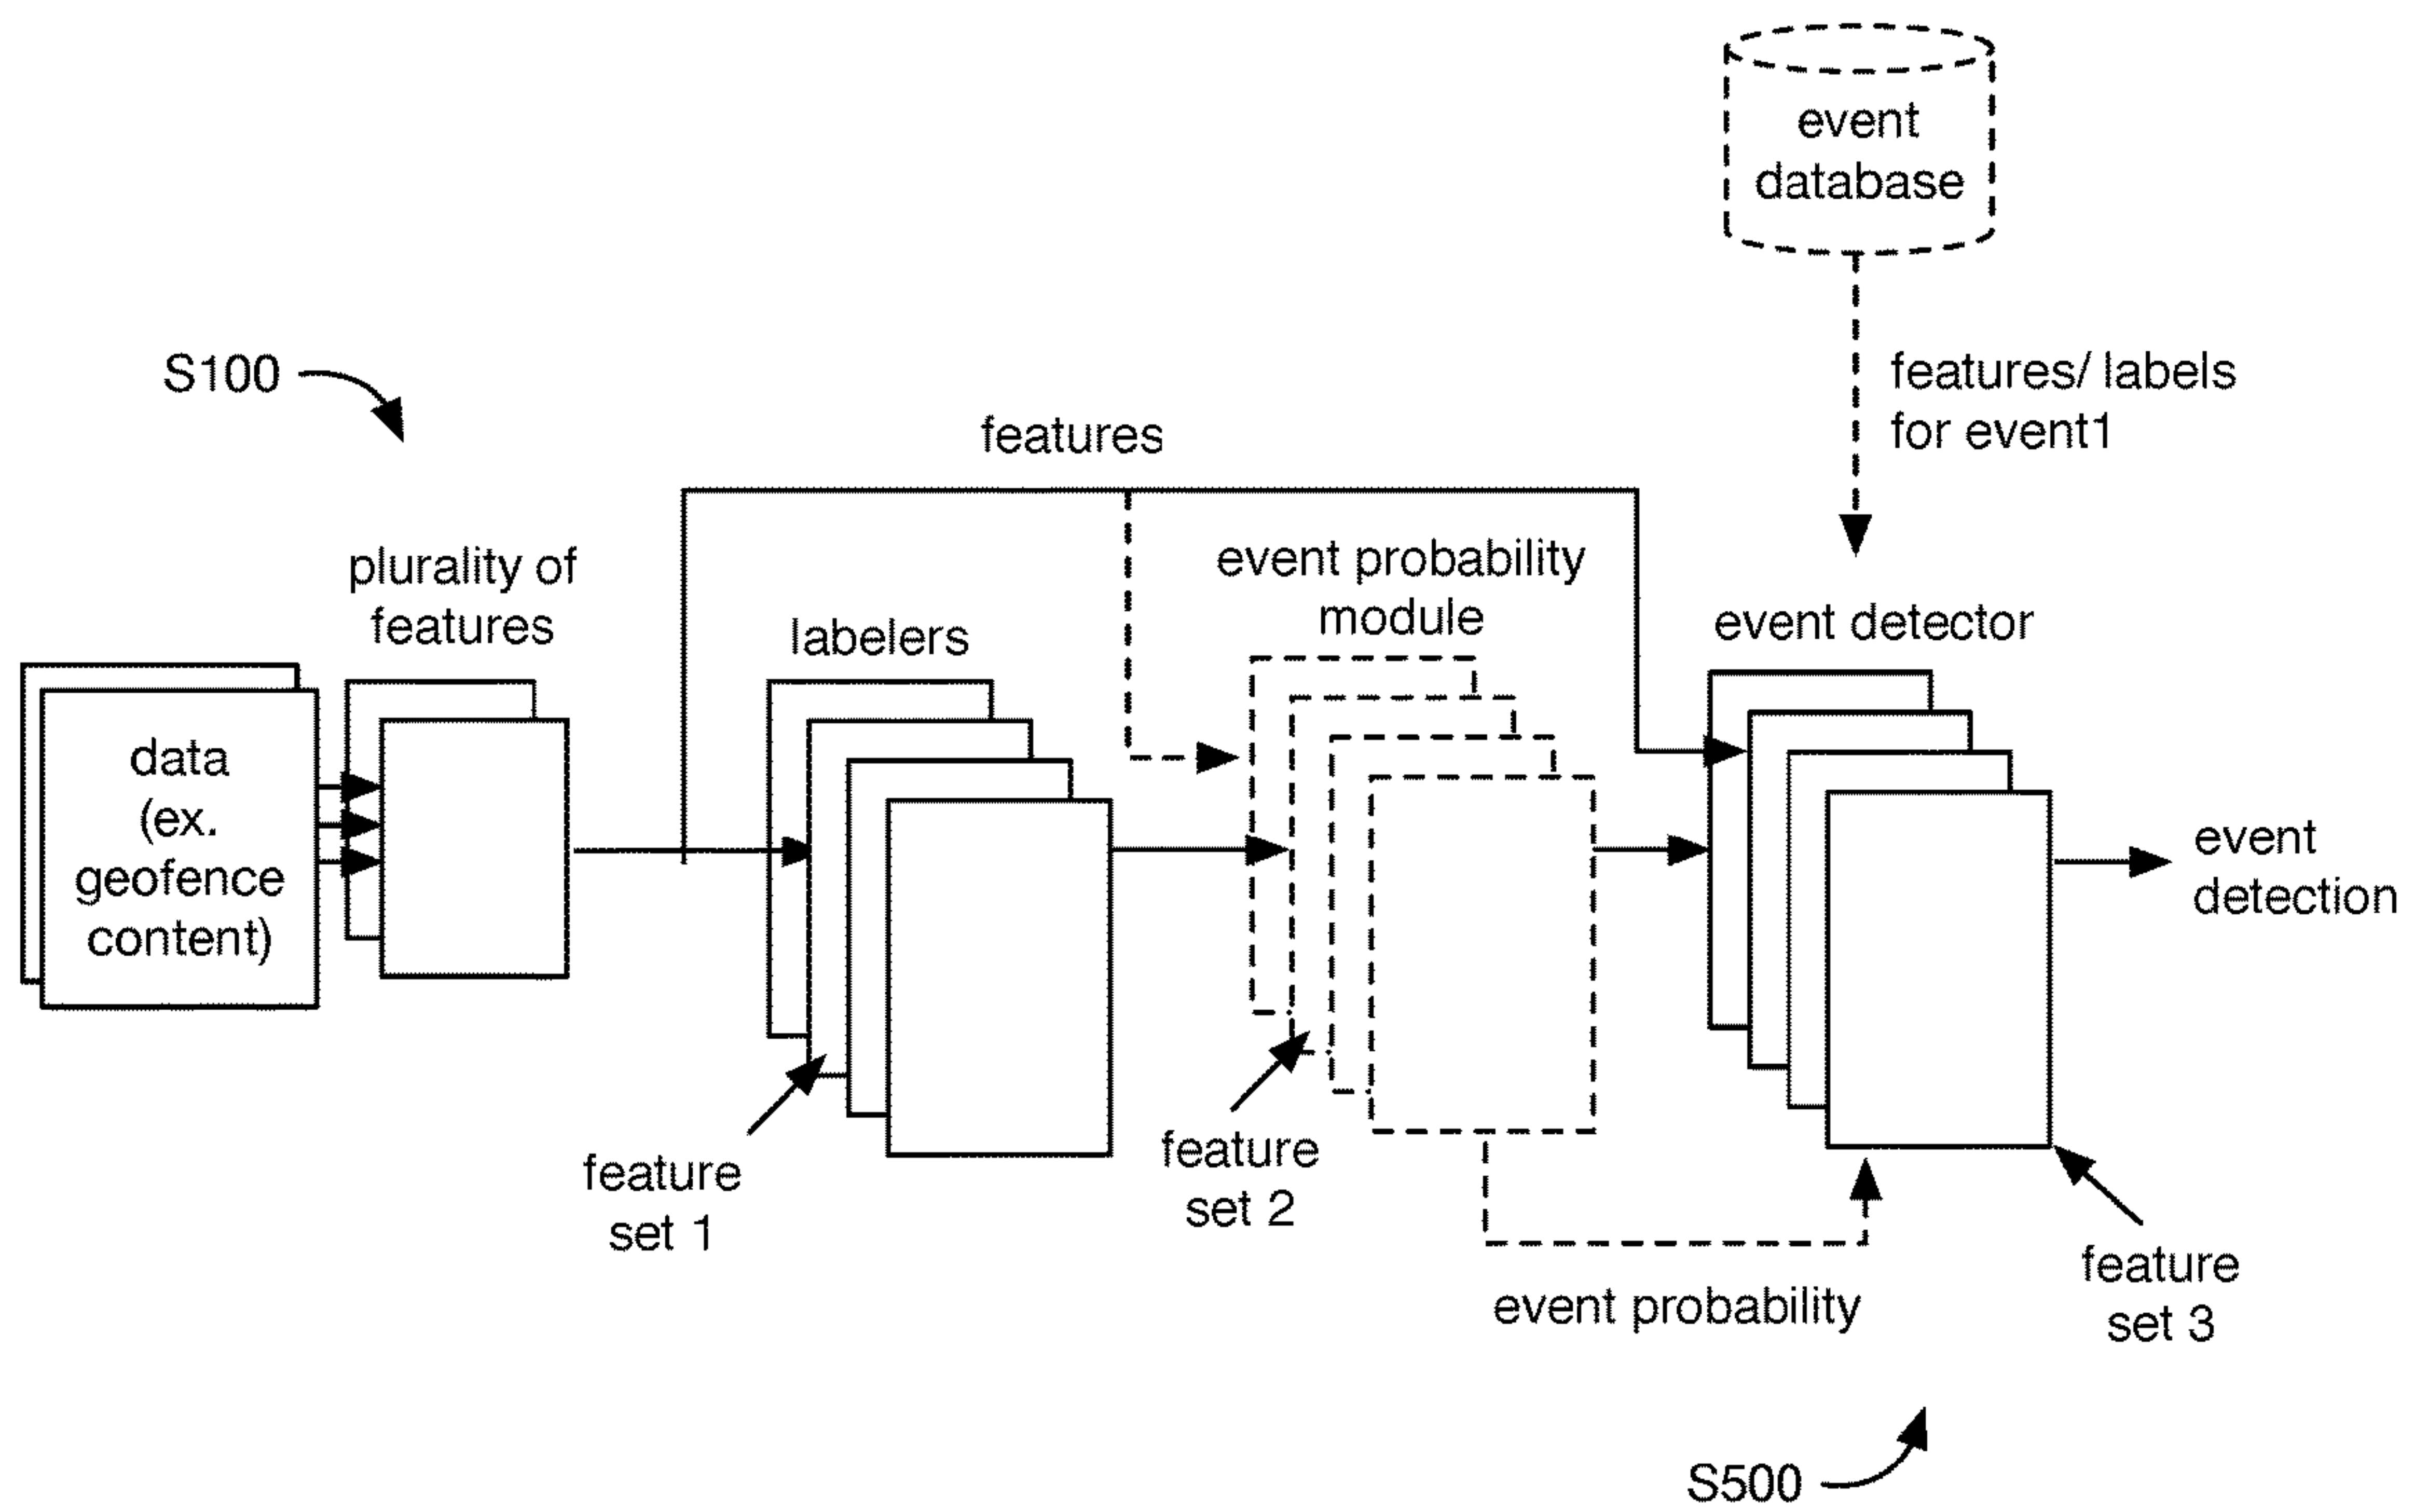 event
database
S100
features/ labels
for event1
features
plurality of
features
event probability
module
labelers
event detector
data
(ex.
geofence
content)
event
detection
feature
set 1
feature
set 2
event probability
feature
set 3
S500